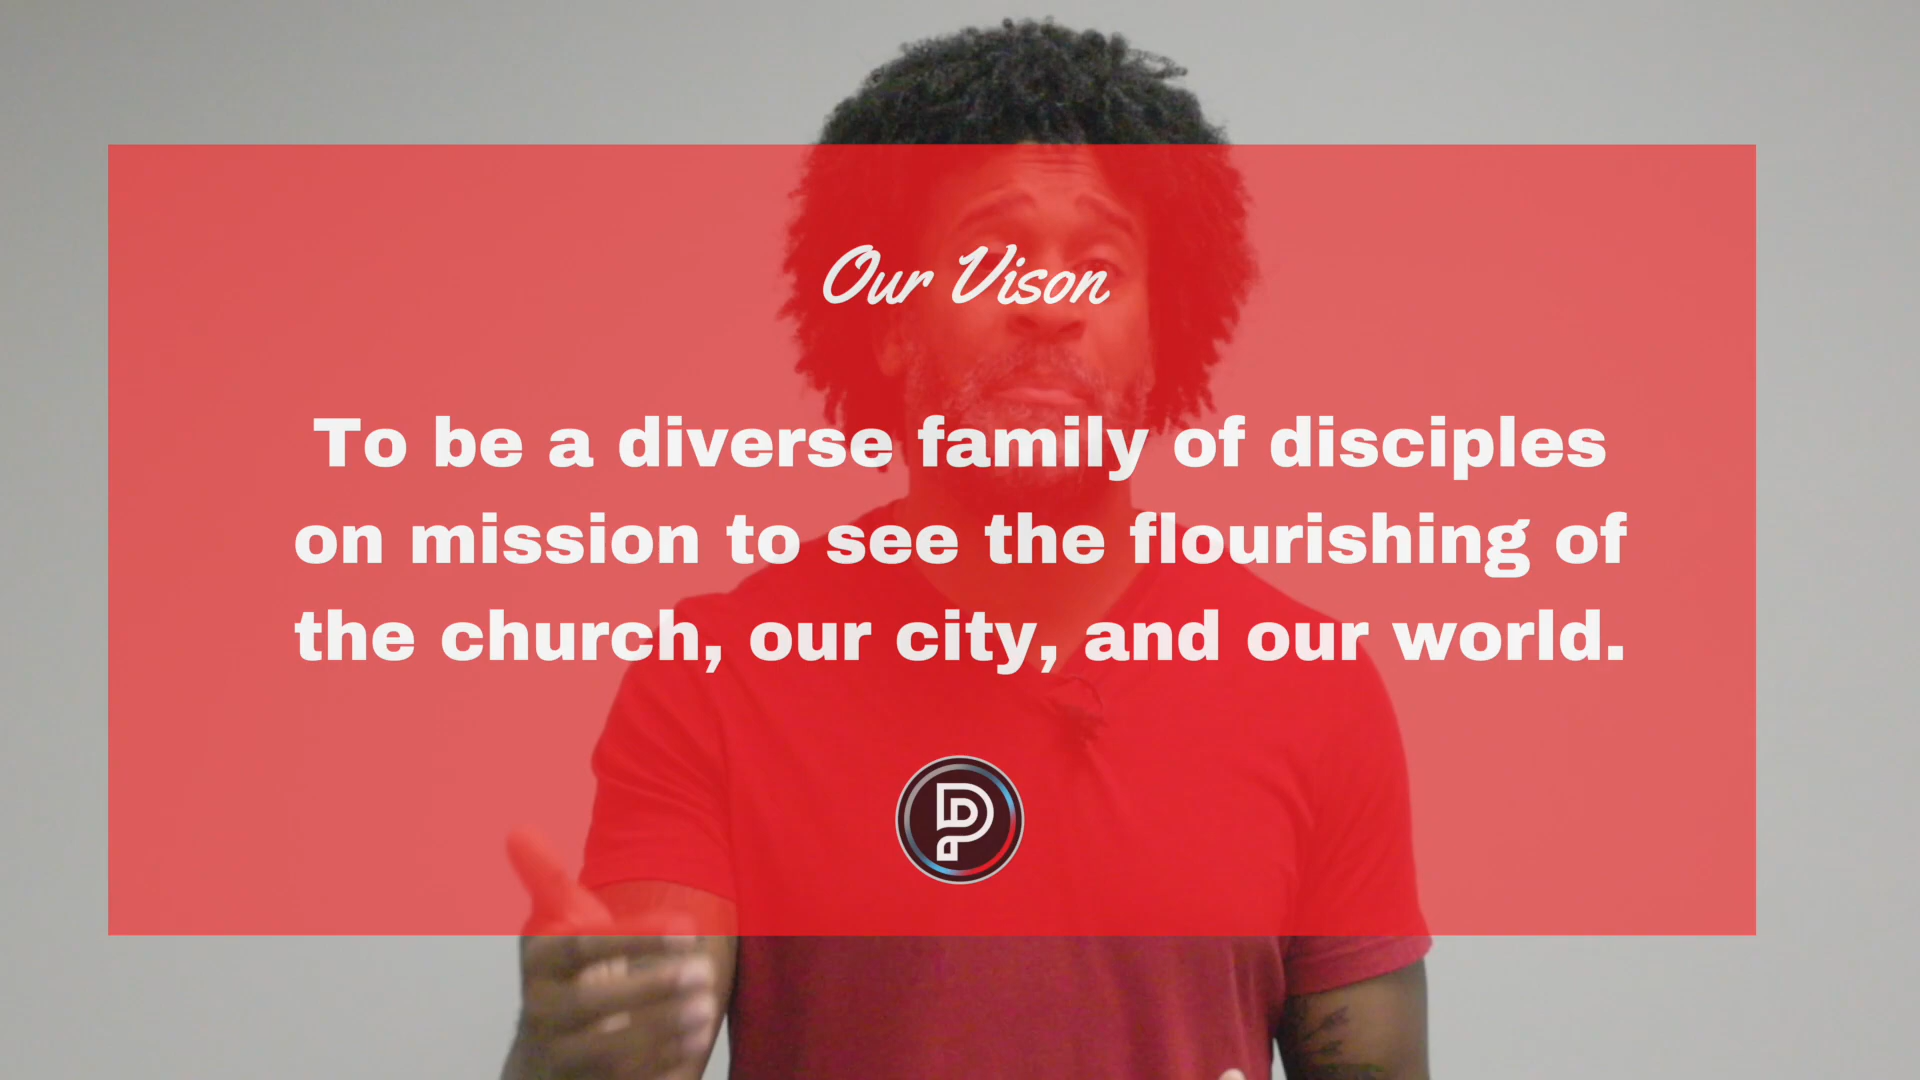 Our Vison
To be a diverse family of disciples
on mission to see the flourishing of
the church, our city, and our world.
P